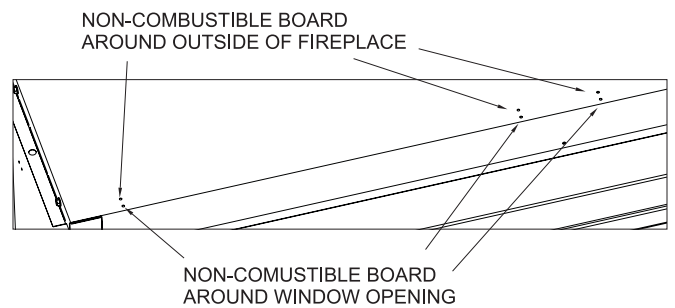 NON-COMBUSTIBLE BOARD
AROUND OUTSIDE OF FIREPLACE
NON-COMUSTIBLE BOARD
AROUND WINDOW OPENING